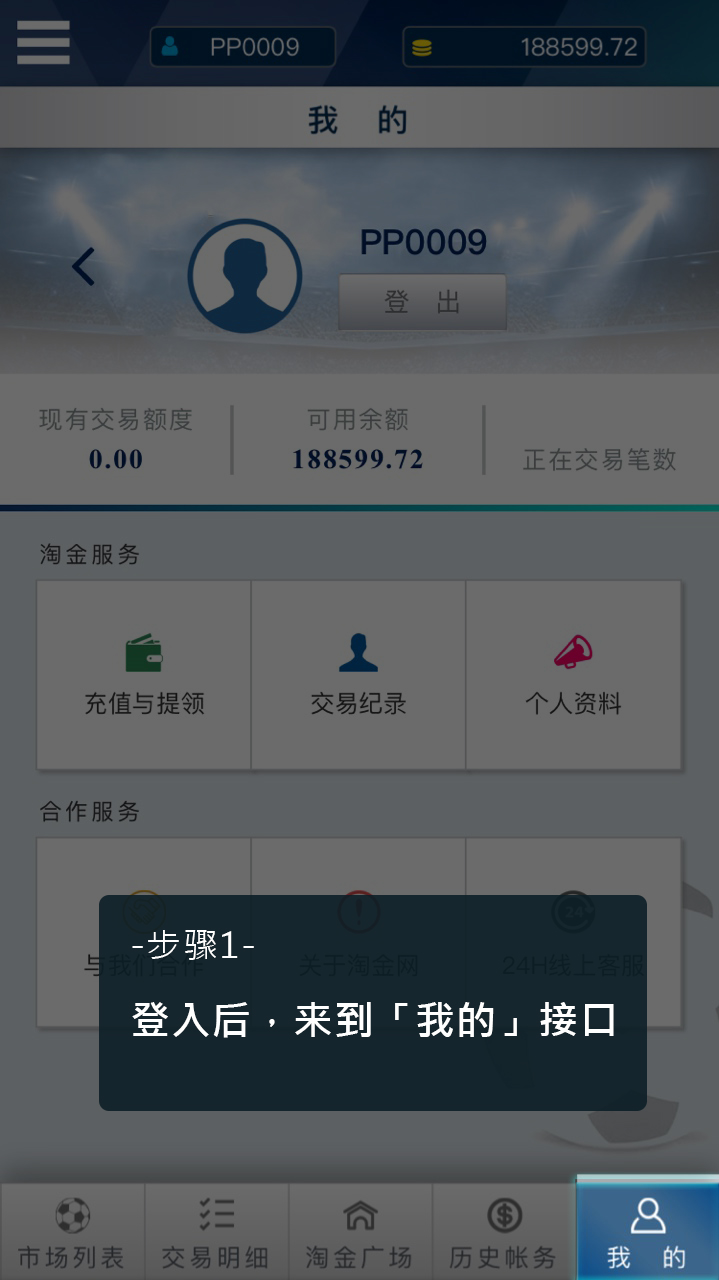 PP0009 188599.72
我 的
PP0009
登 出
现有交易额度 可用余额
0.00 188599.72 正在交易笔数
淘金服务
充值与提领 交易纪录 个人资料
合作服务
24H
与我们合作 关于淘金网 24H线上客服
-步骤1-
登入后，来到「我的」接口
市场列表 交易明细 淘金广场 历史帐务 我 的